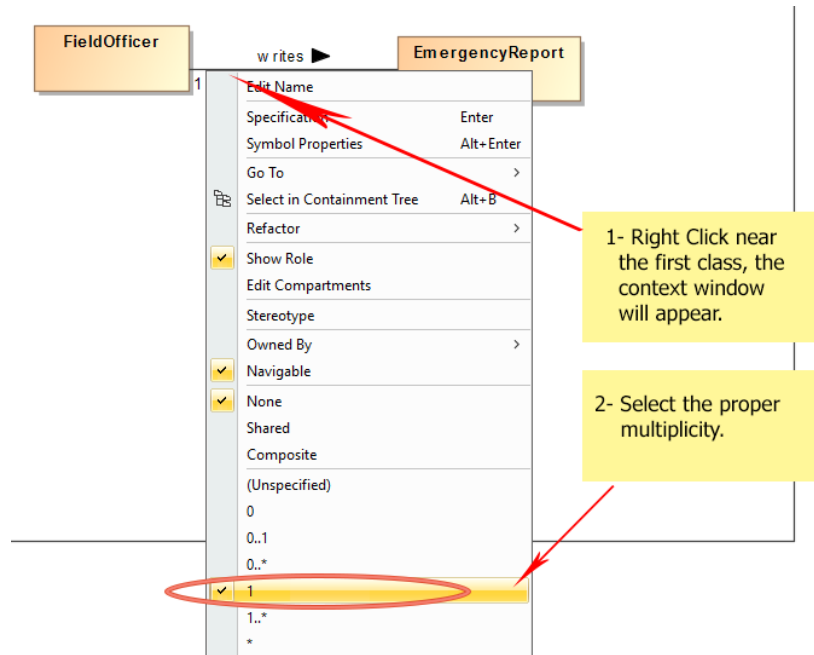 FieldOfficer
writes
EmergencyReport
1
Edit Name
Specification Enter
Symbol Properties Alt+Enter
Go To
Select in Containment Tree Alt+B
Refactor
Show Role
Edit Compartments
Stereotype
Owned By
Navigable
None
Shared
Composite
(Unspecified)
0
0..1
0..*
1
1..*
*
1- Right Click near
the first class, the
context window
will appear.
2- Select the proper
multiplicity.